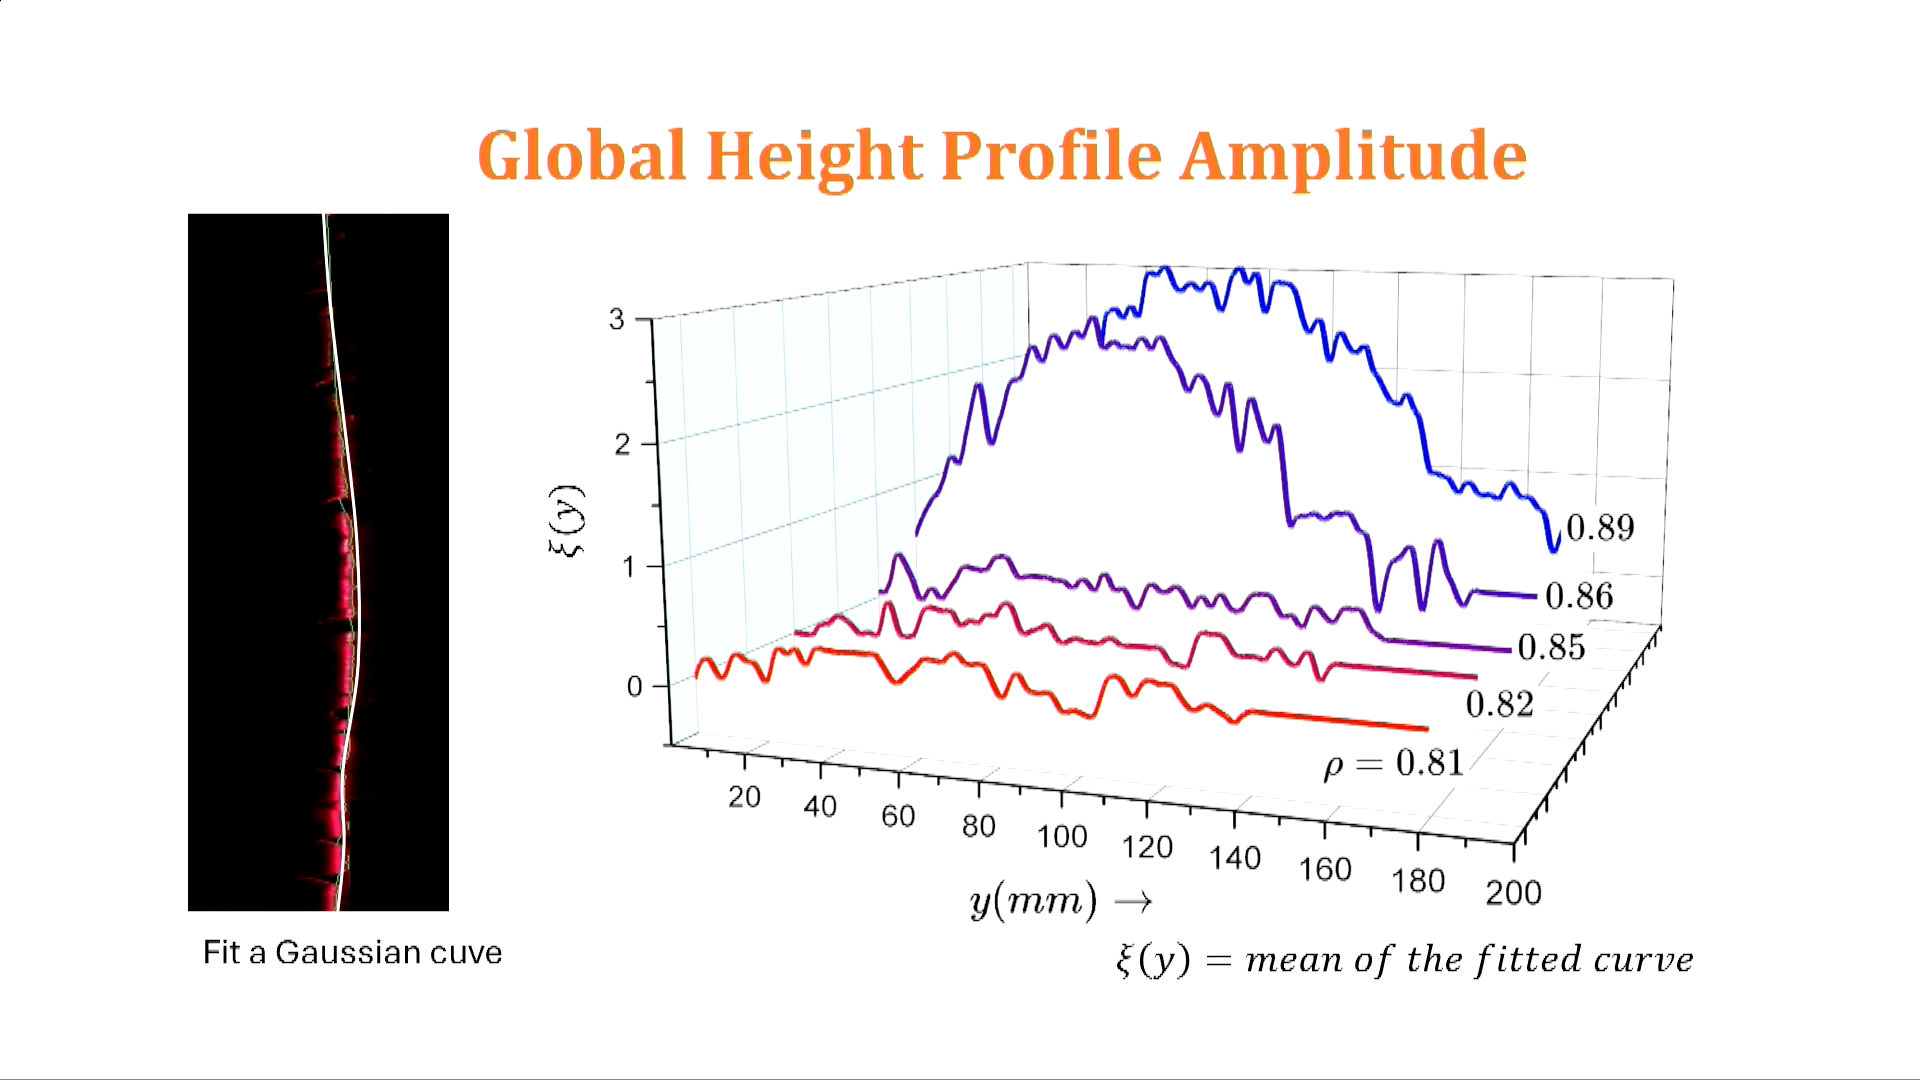 Global Height Profile Amplitude
3
2
1
0
ξ(y)
0.89
0.86
0.85
0.82
ρ = 0.81
20 40 60 80 100 120 140 160 180 200
y(mm) →
Fit a Gaussian cuve
ξ(y) = mean of the fitted curve